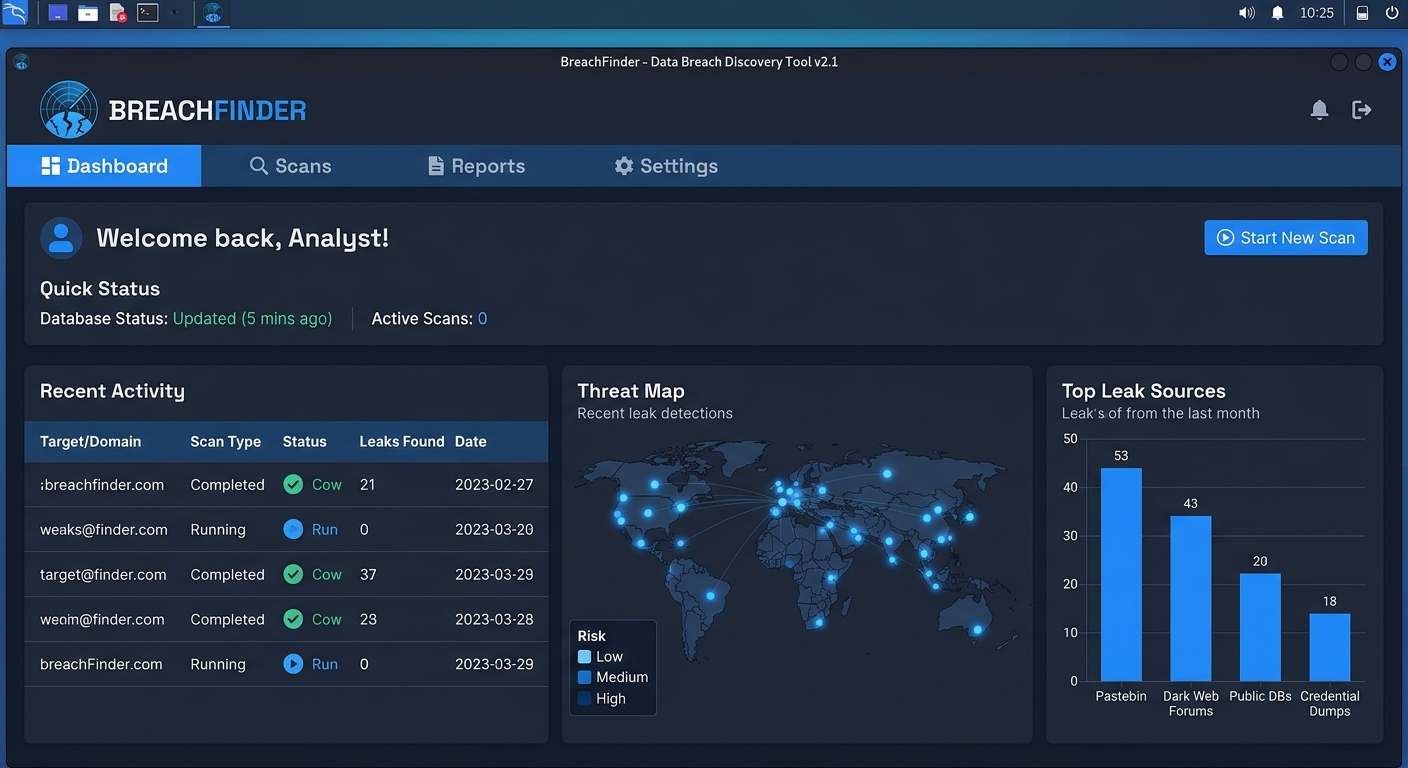 10:25
BreachFinder - Data Breach Discovery Tool v2.1
BREACHFINDER
Dashboard Scans Reports Settings
Welcome back, Analyst!
Start New Scan
Quick Status
Database Status: Updated (5 mins ago) Active Scans: 0
Recent Activity
Target/Domain Scan Type Status Leaks Found Date
:breachfinder.com Completed Cow 21 2023-02-27
weaks@finder.com Running Run 0 2023-03-20
target@finder.com Completed Cow 37 2023-03-29
weoim@finder.com Completed Cow 23 2023-03-28
breachFinder.com Running Run 0 2023-03-29
Threat Map
Recent leak detections
Risk
Low
Medium
High
Top Leak Sources
Leak's of from the last month
50
40
30
20
10
0
53
43
20
18
Pastebin
Dark Web
Forums
Public DBs
Credential
Dumps